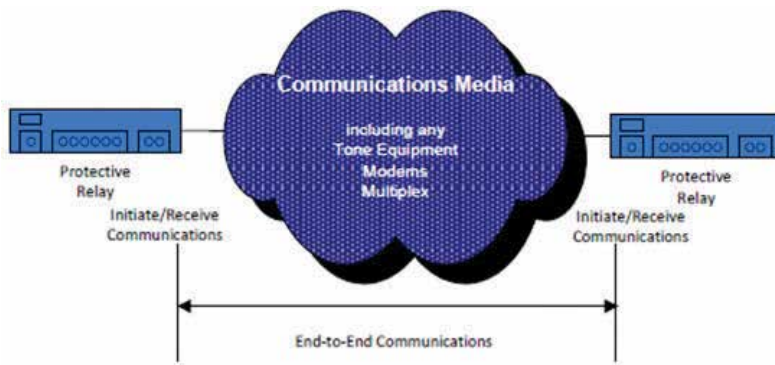 Communications Media
including any
Tone Equipment
Modems
Multiplex
Protective
Relay
Initiate/Receive
Communications
Protective
Relay
Initiate/Receive
Communications
End-to-End Communications